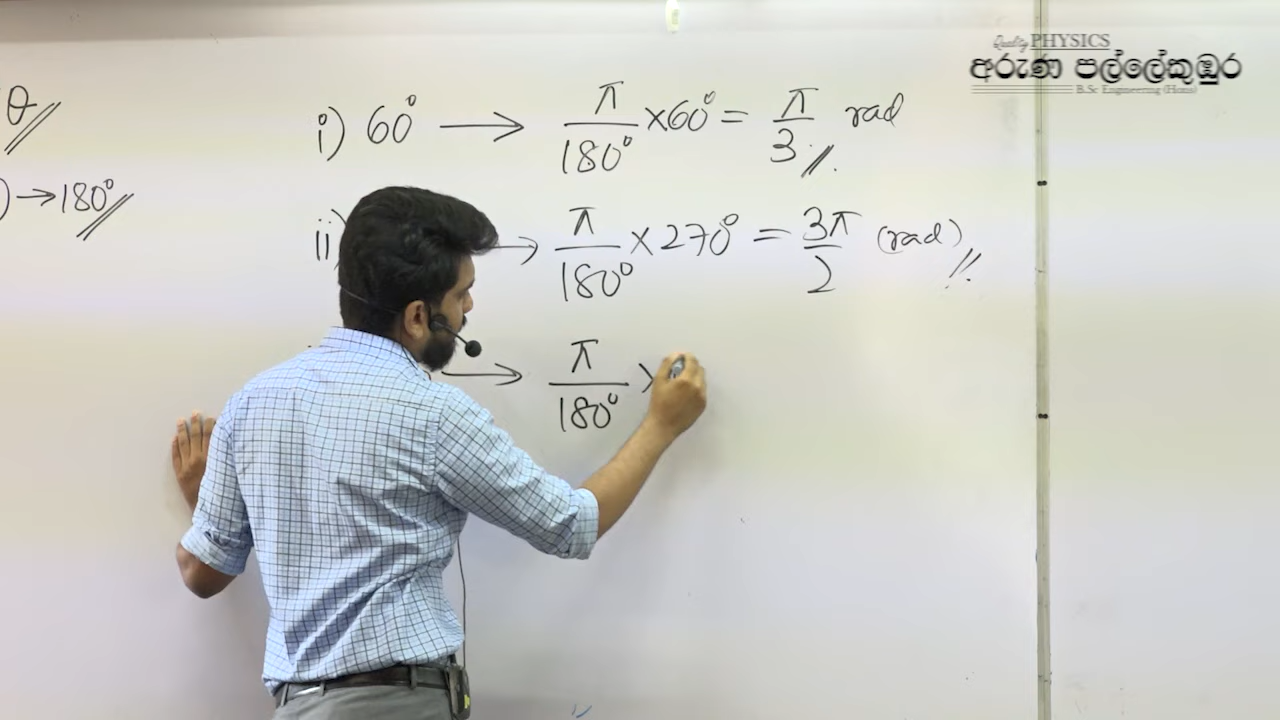 Quality PHYSICS
අරුණ පල්ලේකුඹුර
B.Sc Engineering (Hons)
θ //
) → 180° //
i) 60° → π/180° × 60° = π/3 rad //
ii) → π/180° × 270° = 3π/2 (rad) //
→ π/180° ×